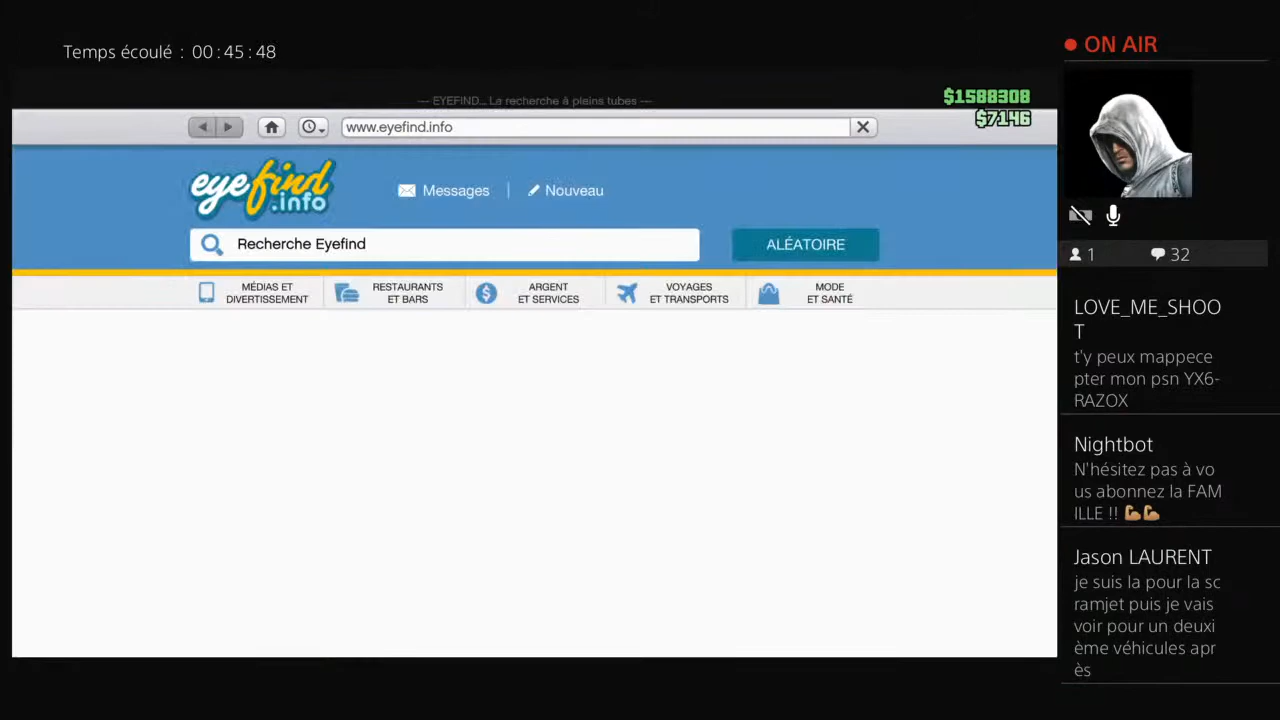 Temps écoulé : 00:45:48
--- EYEFIND... La recherche à pleins tubes ---
$1588308
$7146
www.eyefind.info
eyefind
.info
Messages
Nouveau
Recherche Eyefind
ALÉATOIRE
MÉDIAS ET
DIVERTISSEMENT
RESTAURANTS
ET BARS
ARGENT
ET SERVICES
VOYAGES
ET TRANSPORTS
MODE
ET SANTÉ
ON AIR
1
32
LOVE_ME_SHOO
T
t'y peux mappece
pter mon psn YX6-
RAZOX
Nightbot
N'hésitez pas à vo
us abonnez la FAM
ILLE !! 💪🏽💪🏽
Jason LAURENT
je suis la pour la sc
ramjet puis je vais
voir pour un deuxi
ème véhicules apr
ès